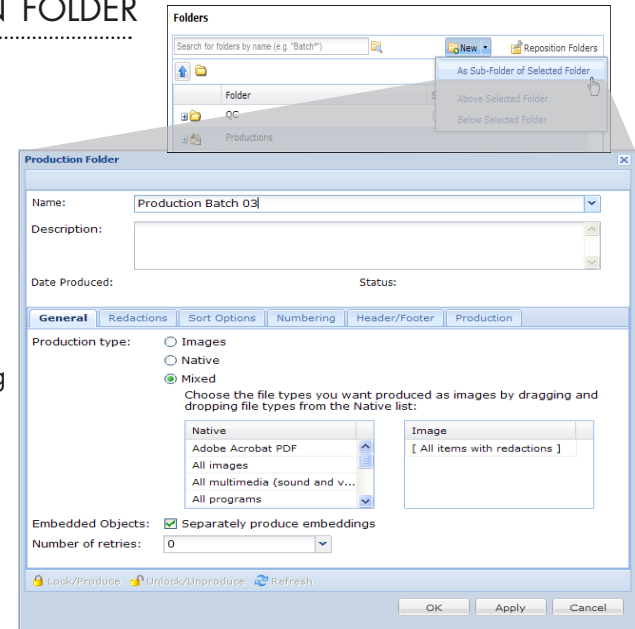 N FOLDER
Folders
Search for folders by name (e.g. "Batch*")
New
Reposition Folders
As Sub-Folder of Selected Folder
Folder
S
Above Selected Folder
QC
Below Selected Folder
Productions
Production Folder
Name:
Production Batch 03
Description:
Date Produced:
Status:
General
Redactions
Sort Options
Numbering
Header/Footer
Production
Production type:
Images
Native
g
Mixed
Choose the file types you want produced as images by dragging and
dropping file types from the Native list:
Native
Image
Adobe Acrobat PDF
[ All items with redactions ]
All images
All multimedia (sound and v...
All programs
Embedded Objects:
Separately produce embeddings
Number of retries:
0
Lock/Produce
Unlock/Unproduce
Refresh
OK
Apply
Cancel